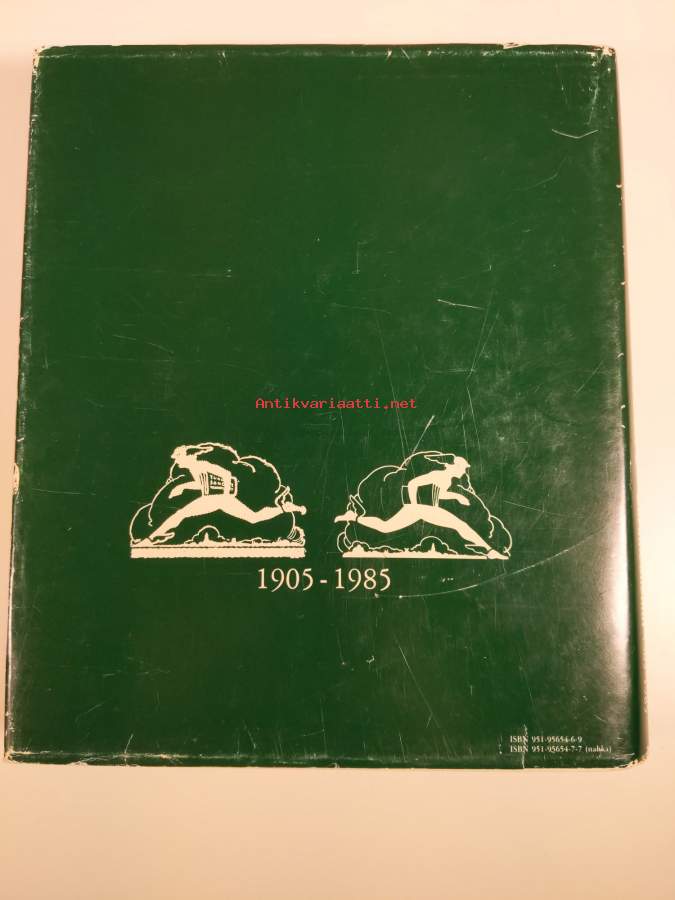 Antikvariaatti.net
1905 - 1985
ISBN 951-95654-6-9
ISBN 951-95654-7-7 (nahka)